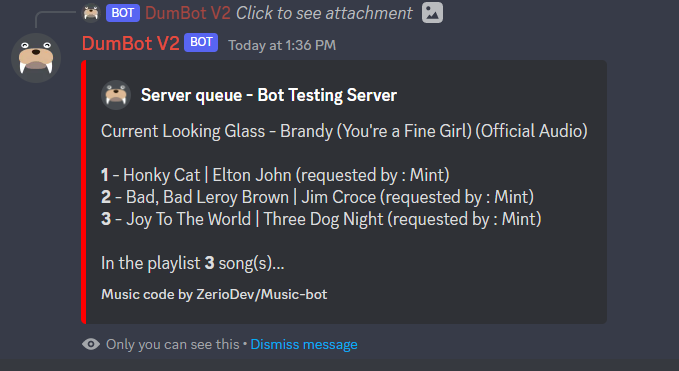 BOT DumBot V2 Click to see attachment
DumBot V2 BOT Today at 1:36 PM
Server queue - Bot Testing Server
Current Looking Glass - Brandy (You're a Fine Girl) (Official Audio)
1 - Honky Cat | Elton John (requested by : Mint)
2 - Bad, Bad Leroy Brown | Jim Croce (requested by : Mint)
3 - Joy To The World | Three Dog Night (requested by : Mint)
In the playlist 3 song(s)...
Music code by ZerioDev/Music-bot
Only you can see this • Dismiss message